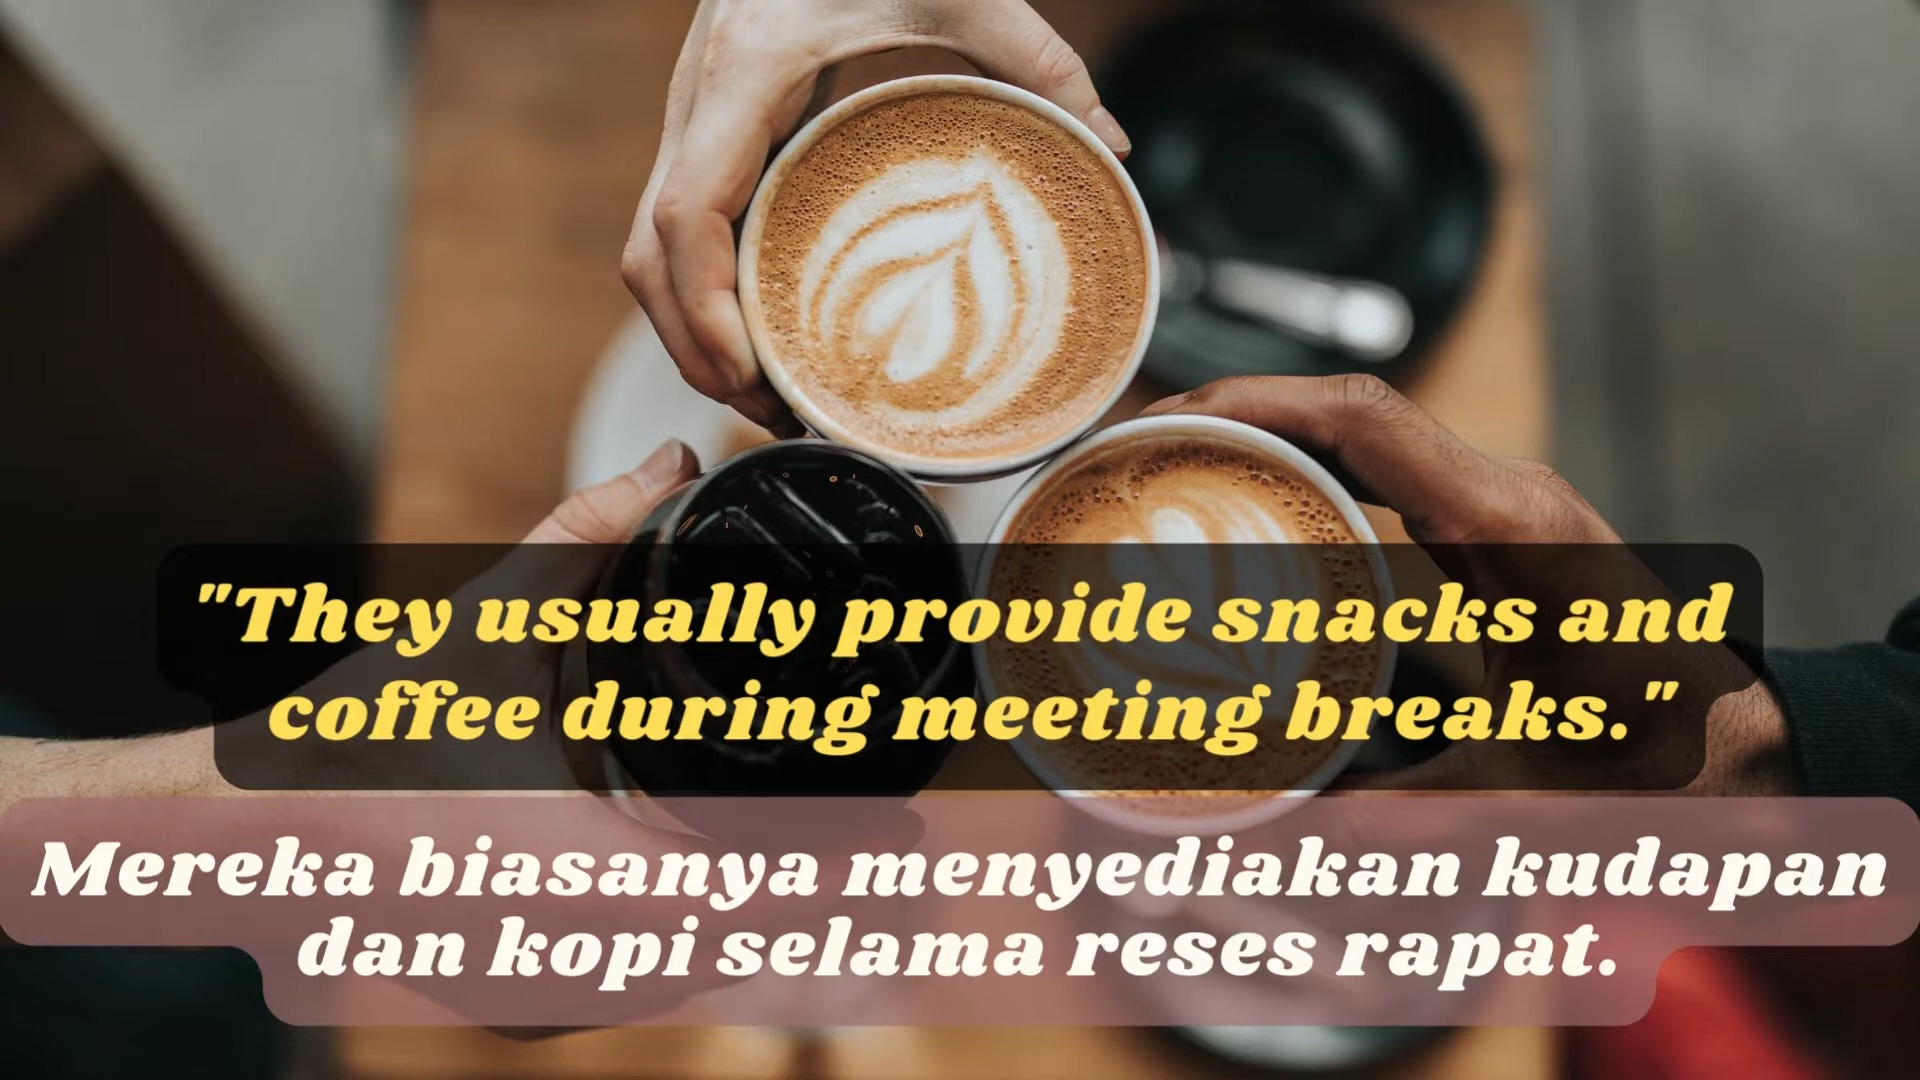 "They usually provide snacks and
coffee during meeting breaks."
Mereka biasanya menyediakan kudapan
dan kopi selama reses rapat.